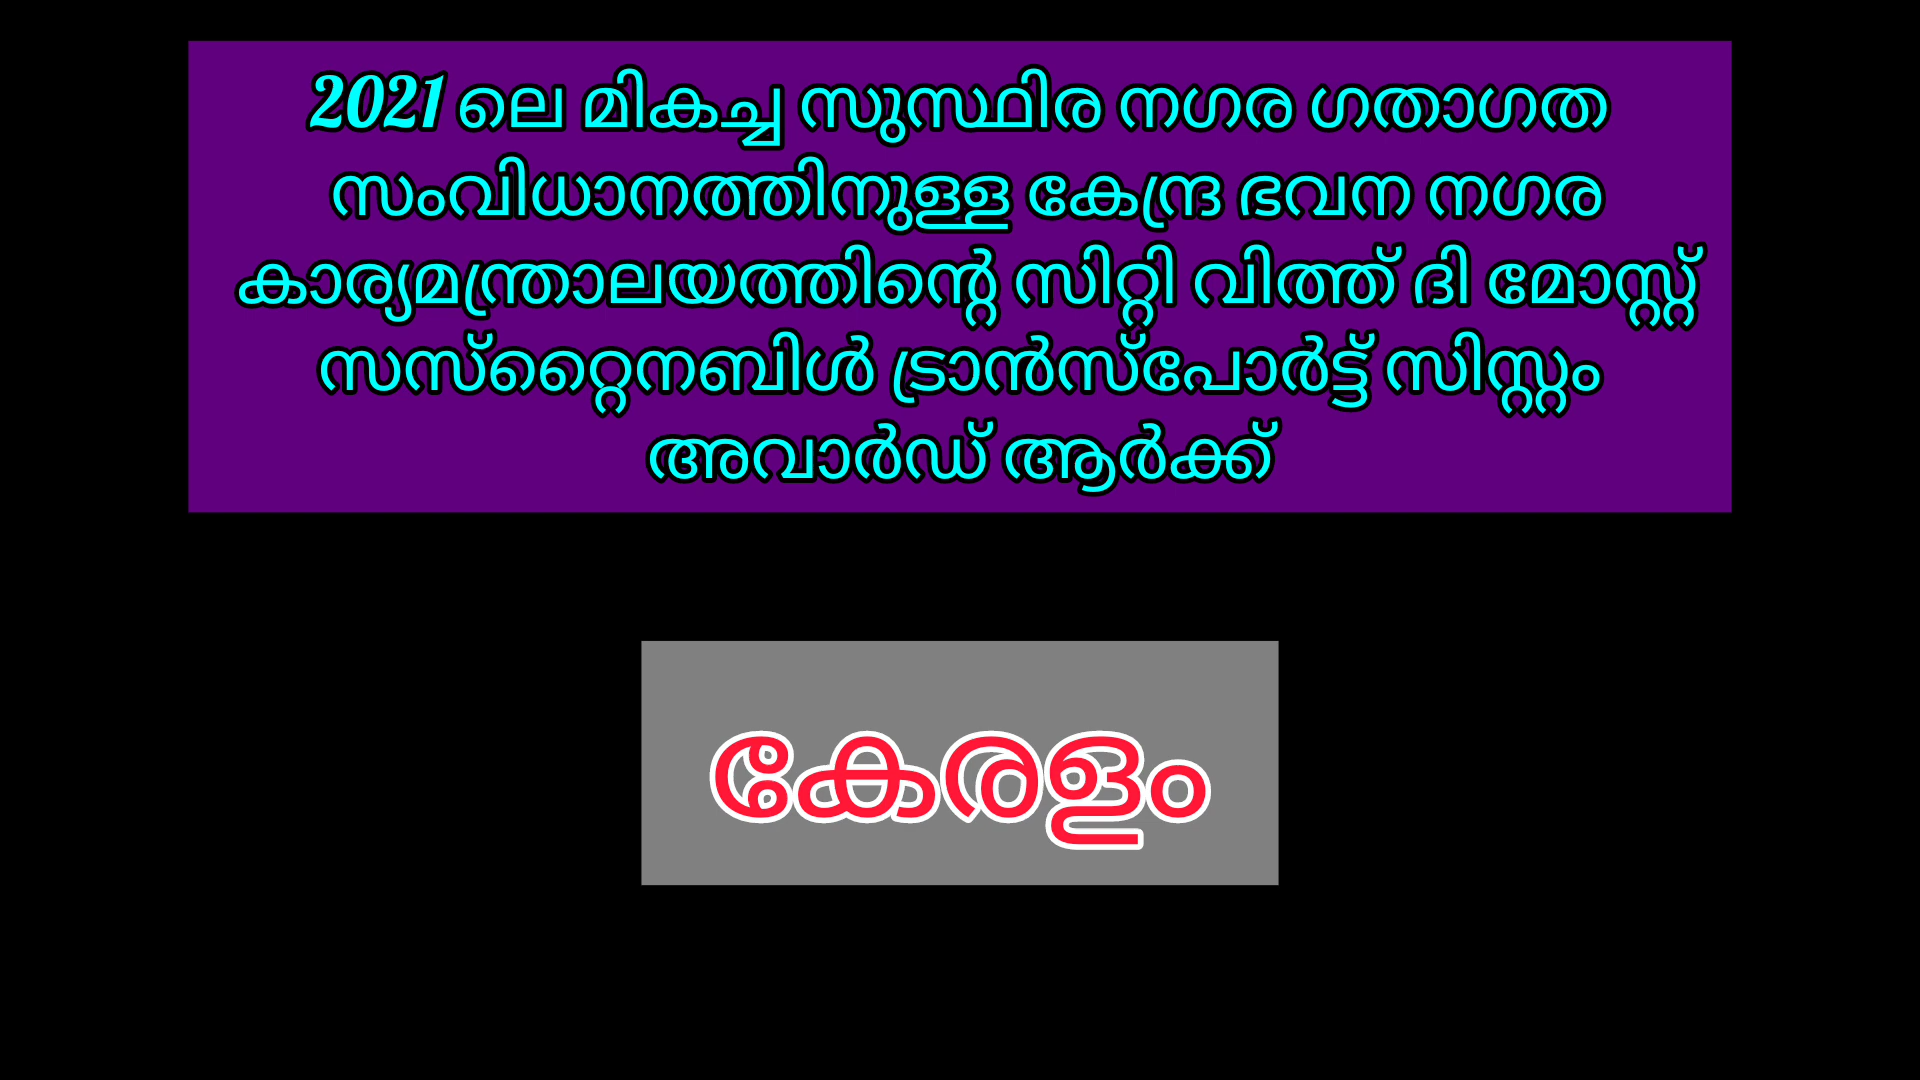 2021 ലെ മികച്ച സുസ്ഥിര നഗര ഗതാഗത
സംവിധാനത്തിനുള്ള കേന്ദ്ര ഭവന നഗര
കാര്യമന്ത്രാലയത്തിന്റെ സിറ്റി വിത്ത് ദി മോസ്റ്റ്
സസ്റ്റൈനബിൾ ട്രാൻസ്പോർട്ട് സിസ്റ്റം
അവാർഡ് ആർക്ക്
കേരളം